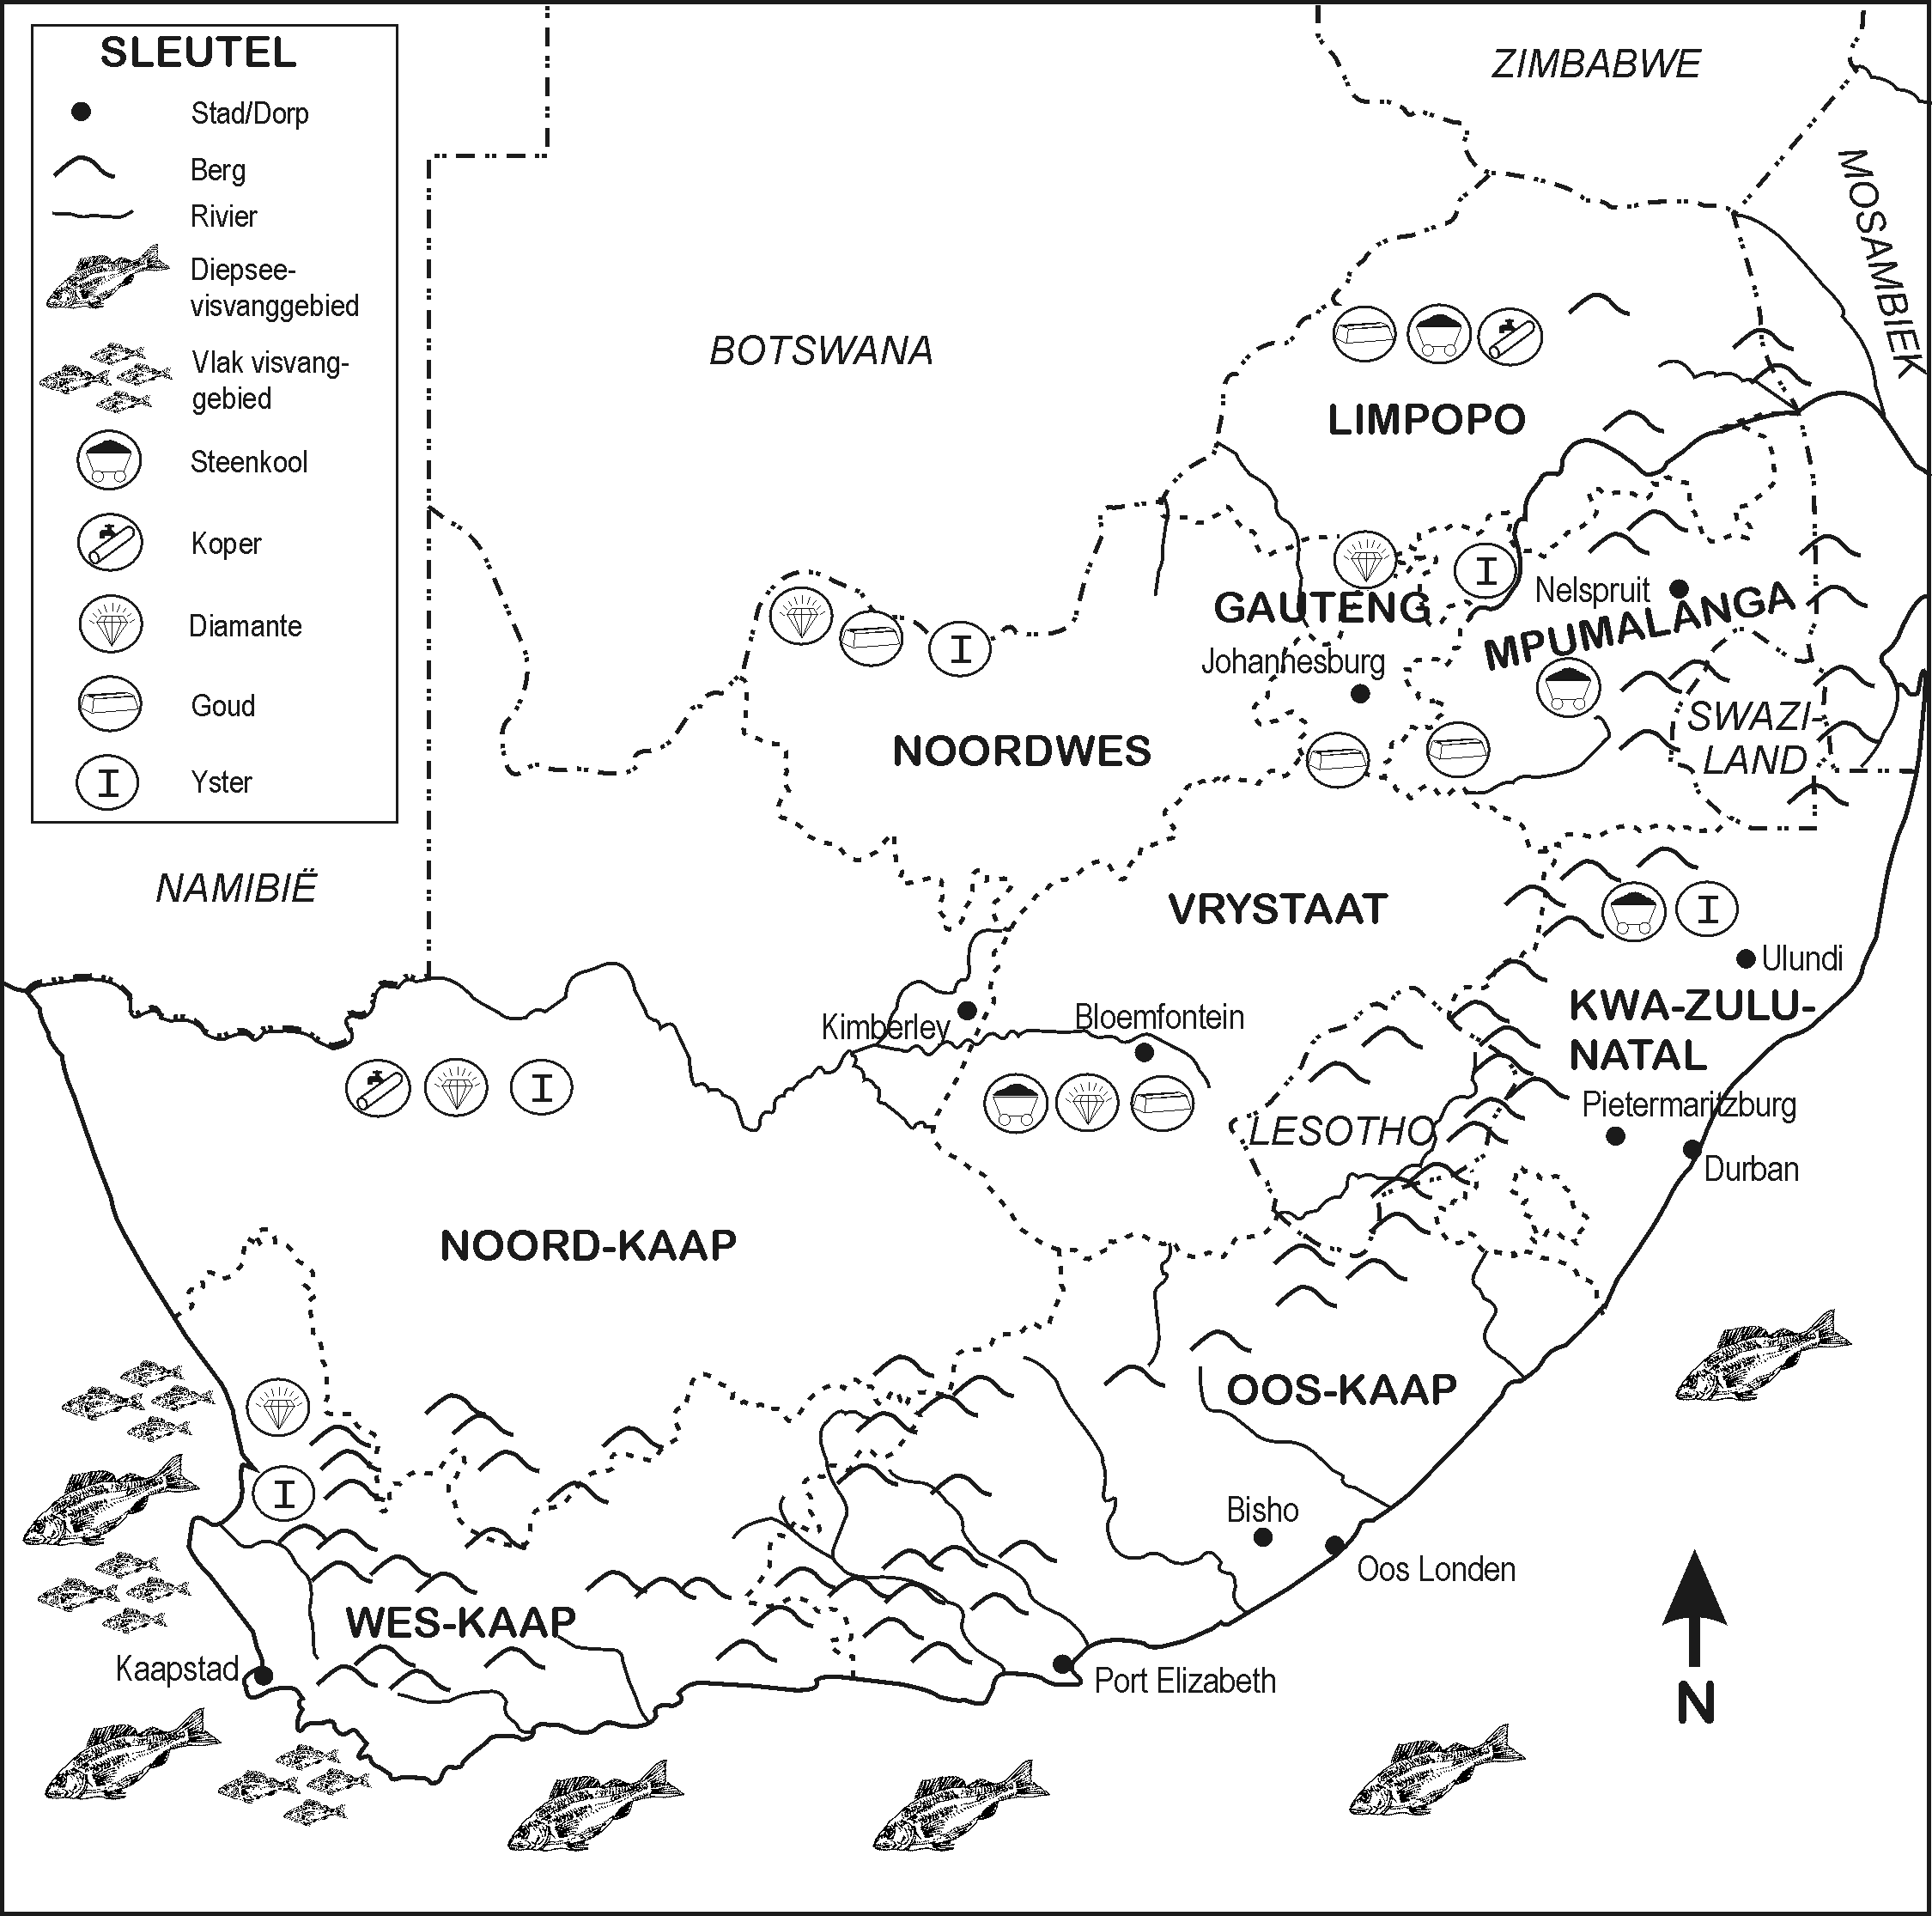 SLEUTEL
Stad/Dorp
Berg
Rivier
Diepsee-
visvanggebied
Vlak visvang-
gebied
Steenkool
Koper
Diamante
Goud
I
Yster
ZIMBABWE
MOSAMBIEK
BOTSWANA
LIMPOPO
I
GAUTENG
Nelspruit
MPUMALANGA
Johannesburg
I
NOORDWES
SWAZI-
LAND
NAMIBIË
VRYSTAAT
I
Ulundi
Kimberley
Bloemfontein
KWA-ZULU-
NATAL
I
Pietermaritzburg
LESOTHO
Durban
NOORD-KAAP
OOS-KAAP
I
Bisho
Oos Londen
WES-KAAP
Kaapstad
Port Elizabeth
N